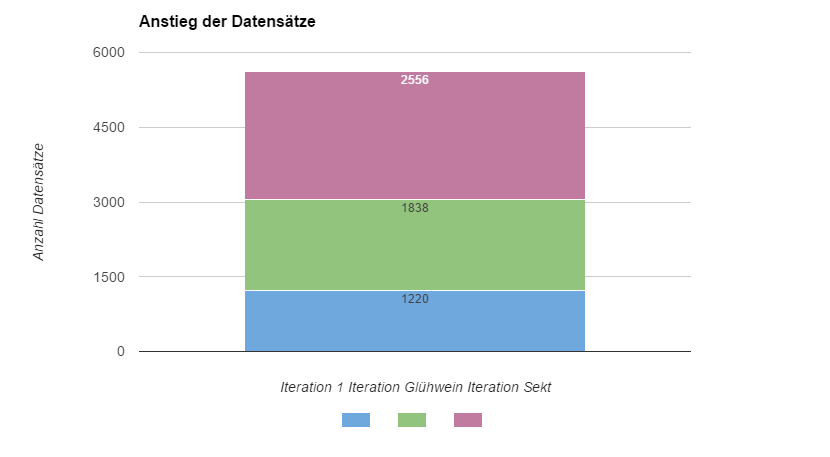 Anstieg der Datensätze
6000
4500
3000
1500
0
Anzahl Datensätze
2556
1838
1220
Iteration 1 Iteration Glühwein Iteration Sekt